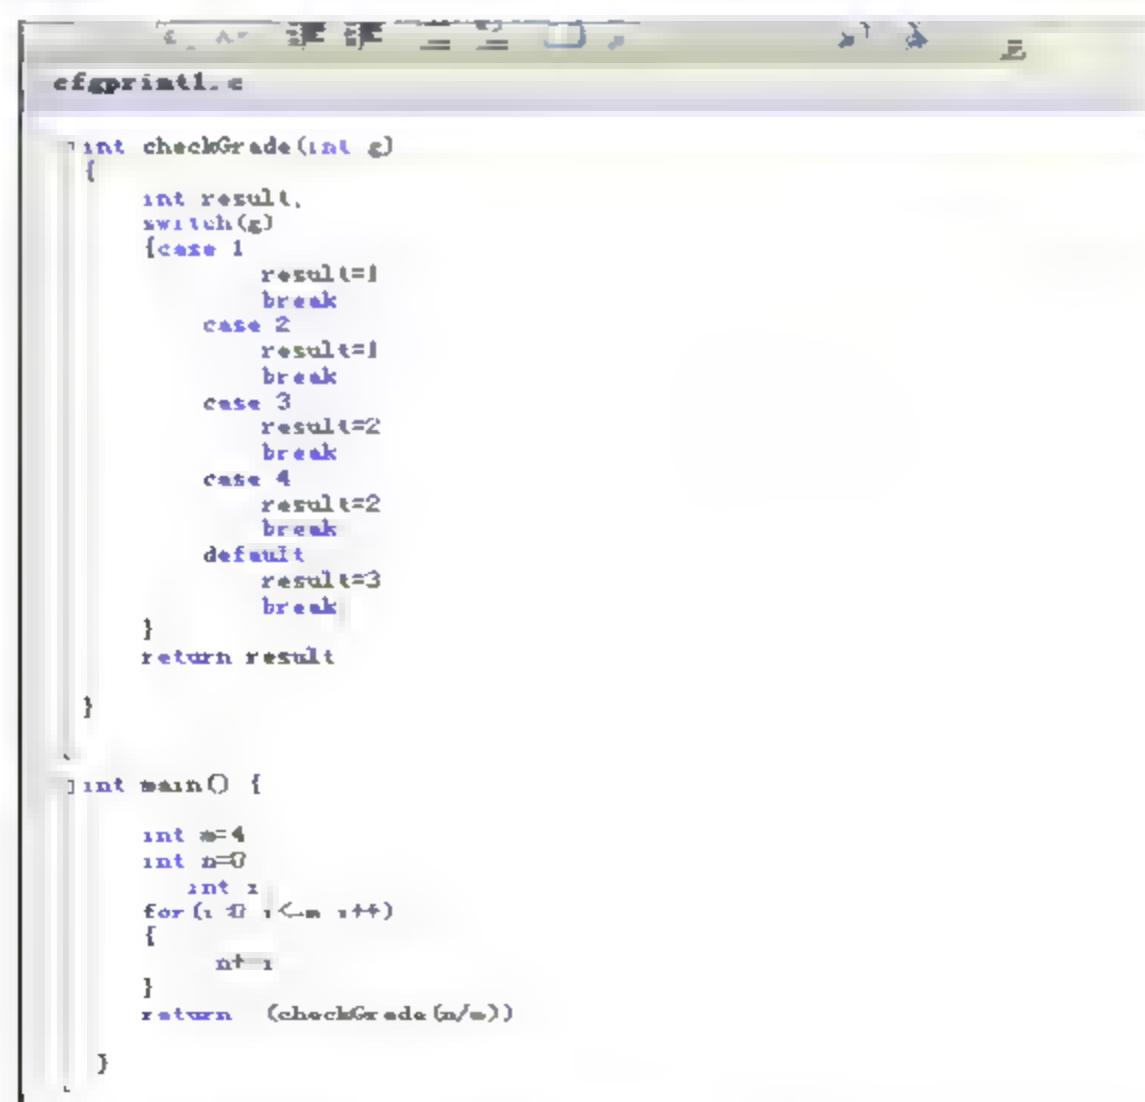 cfgprint1.c
int checkGrade(int g)
{
int result,
switch(g)
{case 1
result=1
break
case 2
result=1
break
case 3
result=2
break
case 4
result=2
break
default
result=3
break
}
return result
}
int main() {
int m=4
int n=0
int i
for(i=0 i<=m i++)
{
n+=i
}
return (checkGrade(n/m))
}